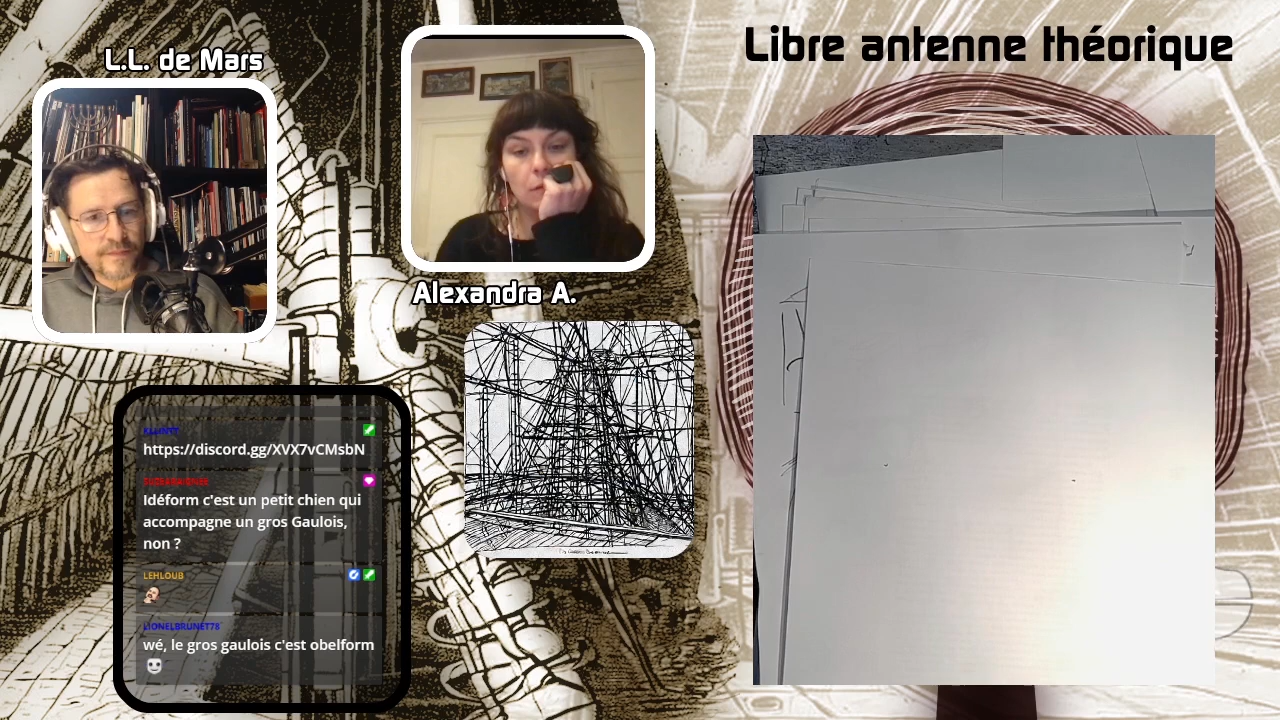 L.L. de Mars
Libre antenne théorique
Alexandra A.
https://discord.gg/XVX7vCMsbN
Idéform c'est un petit chien qui
accompagne un gros Gaulois,
non ?
LEHLOUB
LIONELBRUNET78
wé, le gros gaulois c'est obelform